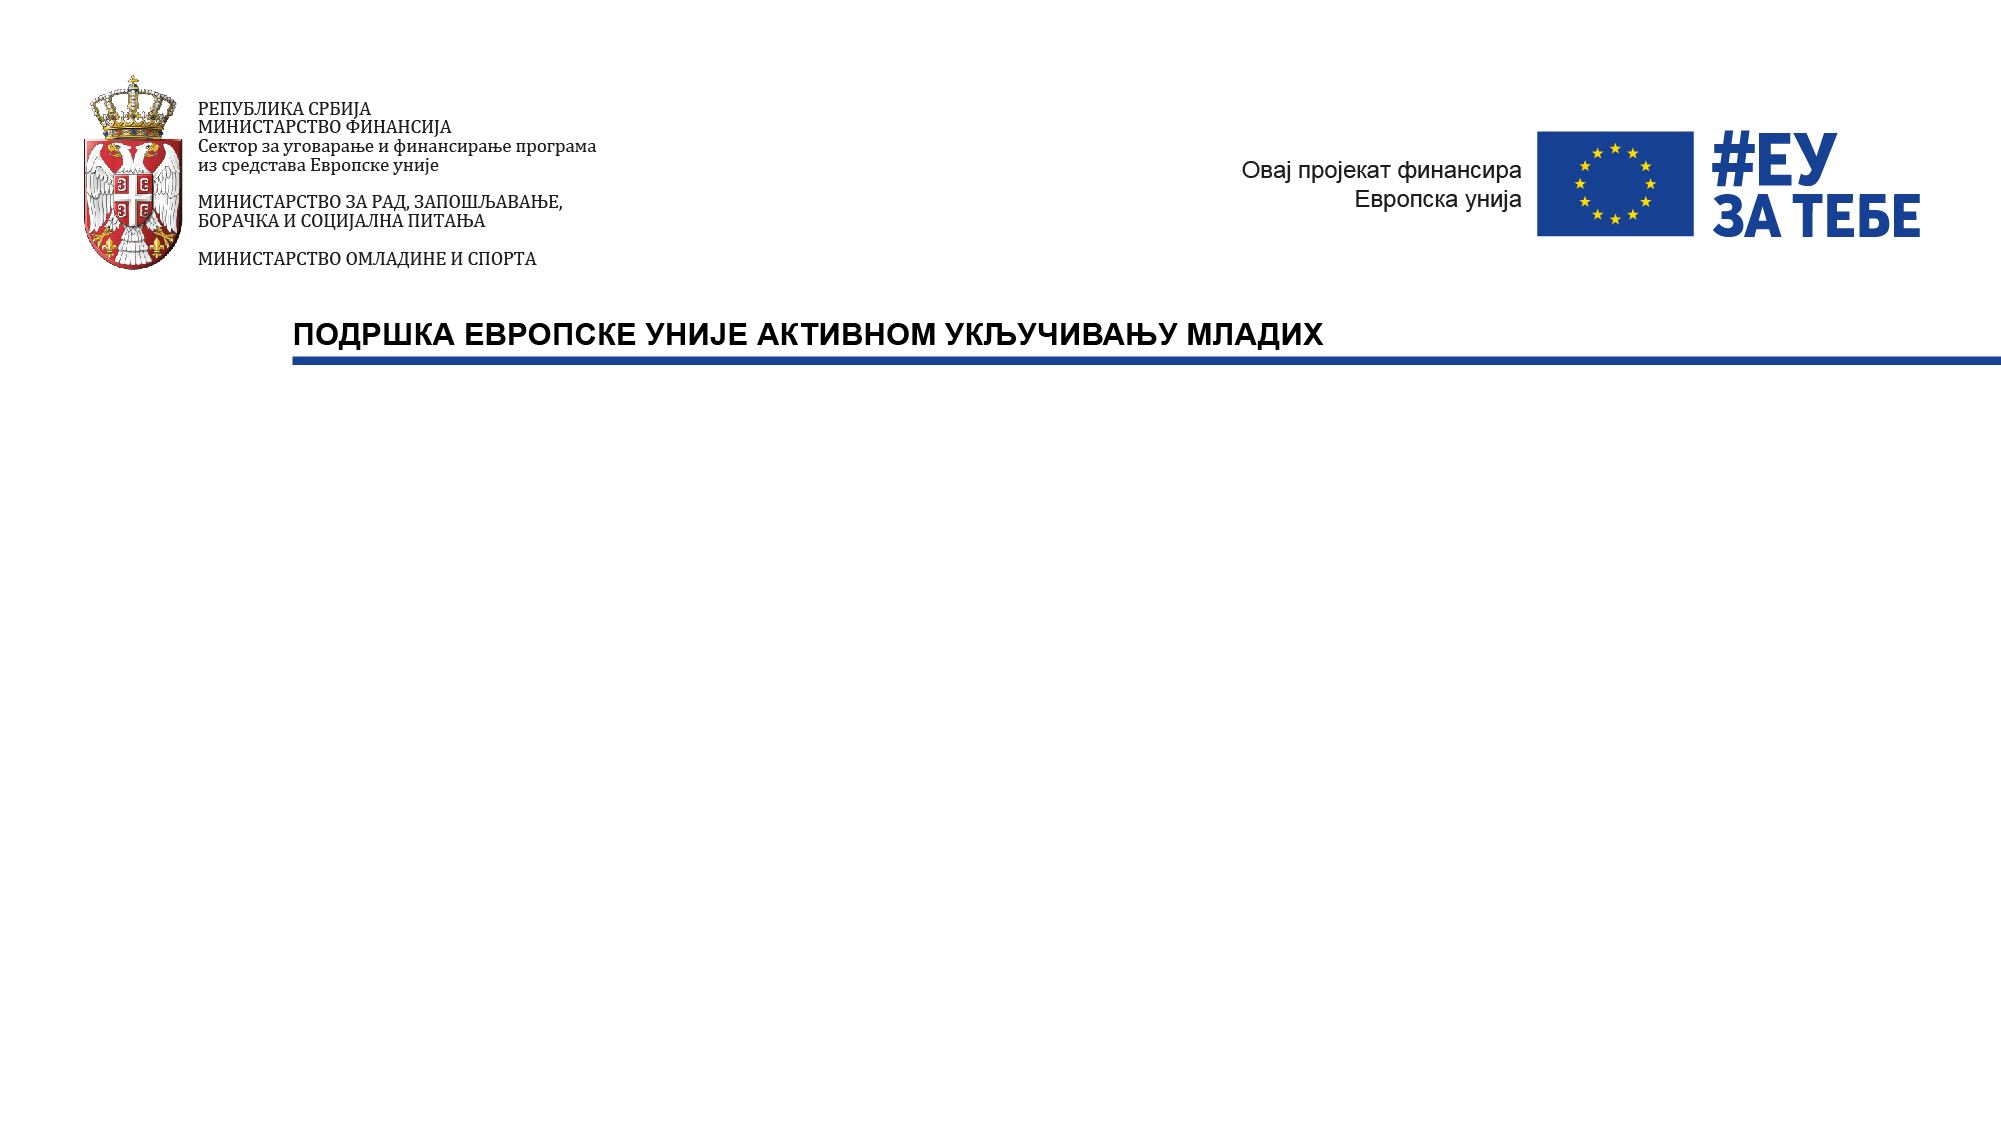 РЕПУБЛИКА СРБИЈА
МИНИСТАРСТВО ФИНАНСИЈА
Сектор за уговарање и финансирање програма
из средстава Европске уније
МИНИСТАРСТВО ЗА РАД, ЗАПОШЉАВАЊЕ,
БОРАЧКА И СОЦИЈАЛНА ПИТАЊА
МИНИСТАРСТВО ОМЛАДИНЕ И СПОРТА
Овај пројекат финансира
Европска унија
#ЕУ
ЗА ТЕБЕ
ПОДРШКА ЕВРОПСКЕ УНИЈЕ АКТИВНОМ УКЉУЧИВАЊУ МЛАДИХ